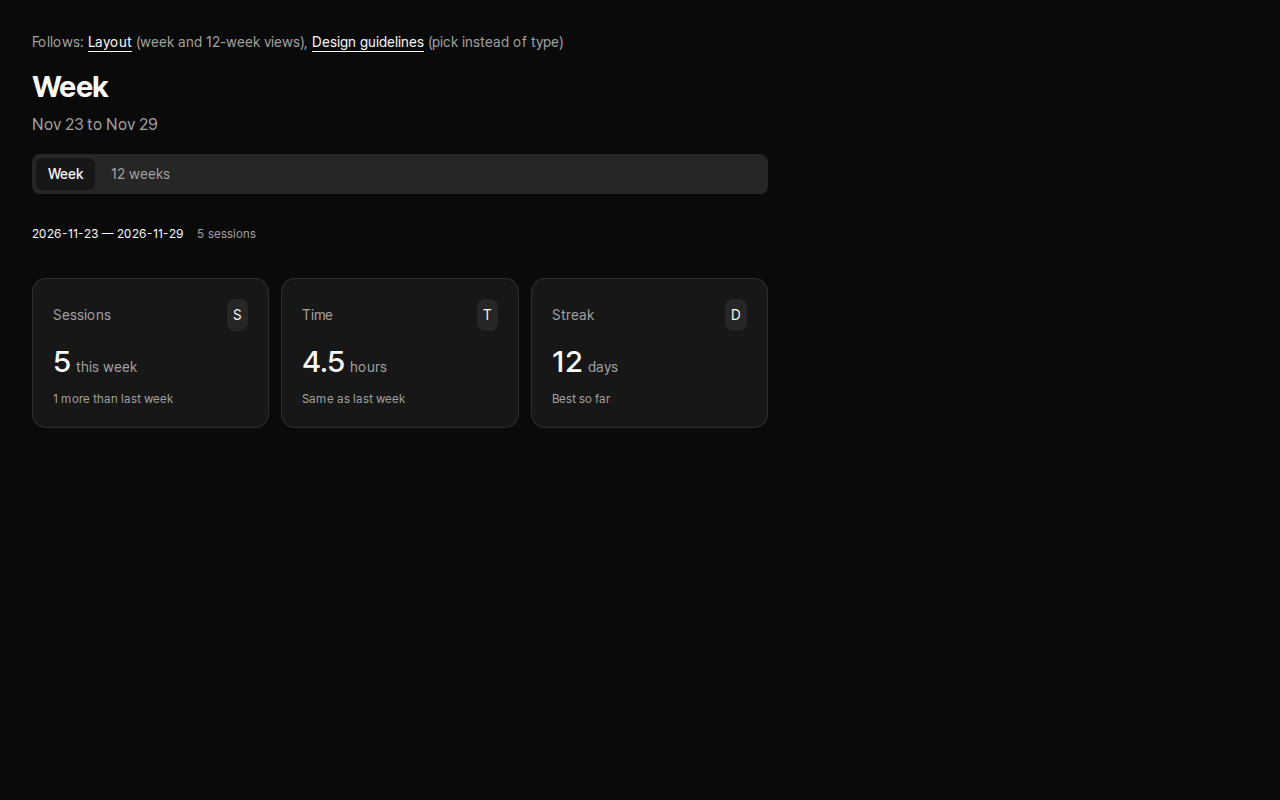 Follows: Layout (week and 12-week views), Design guidelines (pick instead of type)
Week
Nov 23 to Nov 29
Week 12 weeks
2026-11-23 — 2026-11-29 5 sessions
Sessions S
5 this week
1 more than last week
Time T
4.5 hours
Same as last week
Streak D
12 days
Best so far